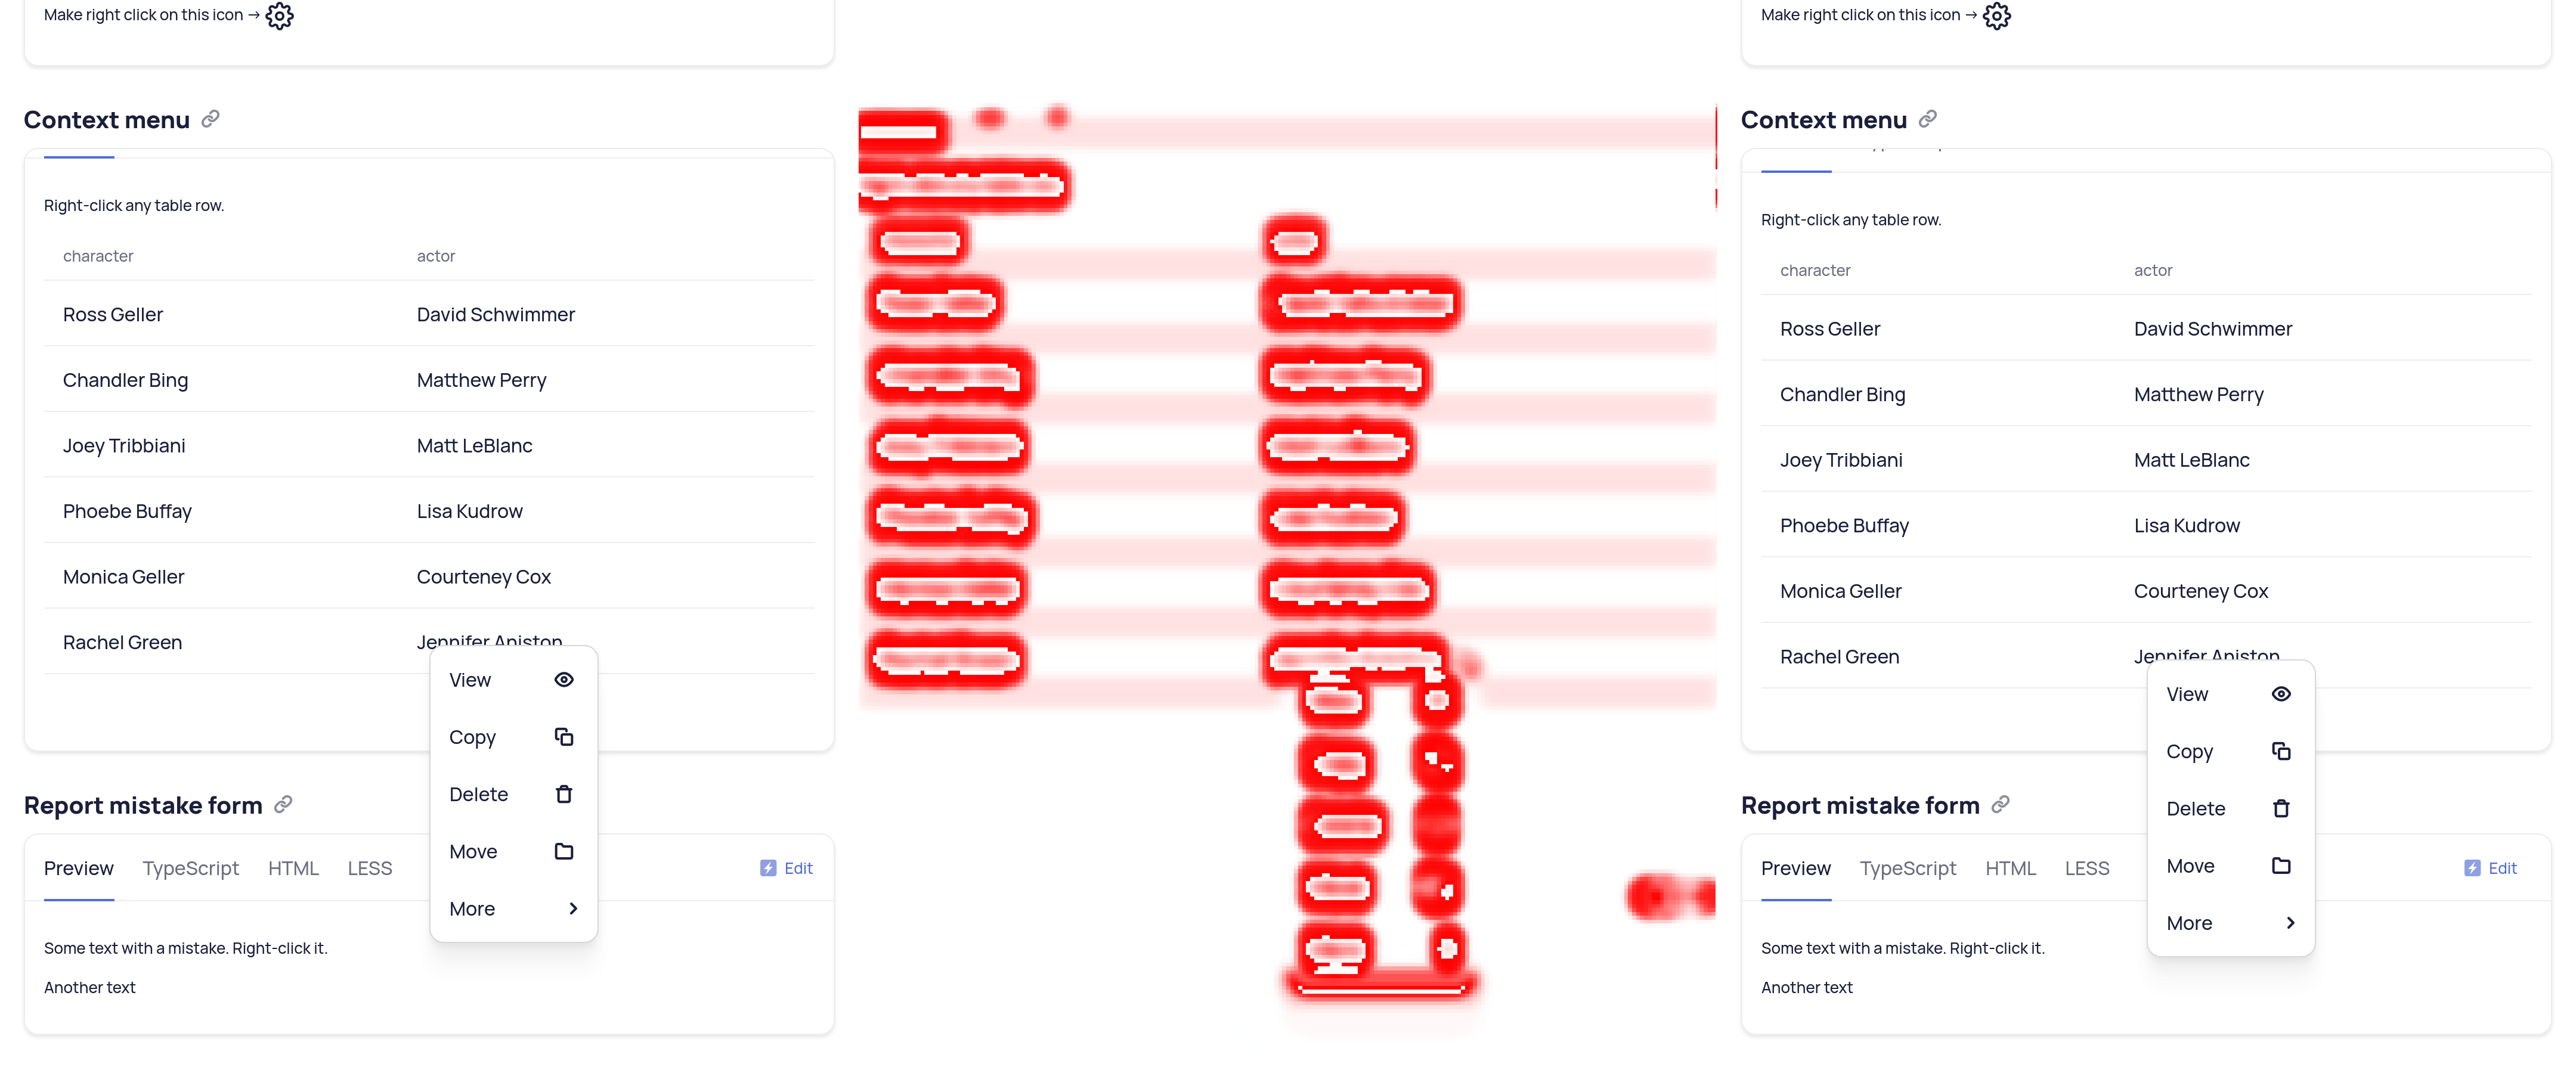 Make right click on this icon →
Context menu
Right-click any table row.
character actor
Ross Geller David Schwimmer
Chandler Bing Matthew Perry
Joey Tribbiani Matt LeBlanc
Phoebe Buffay Lisa Kudrow
Monica Geller Courteney Cox
Rachel Green Jennifer Aniston
View
Copy
Delete
Move
More
Report mistake form
Preview TypeScript HTML LESS Edit
Some text with a mistake. Right-click it.
Another text
Make right click on this icon →
Context menu
Right-click any table row.
character actor
Ross Geller David Schwimmer
Chandler Bing Matthew Perry
Joey Tribbiani Matt LeBlanc
Phoebe Buffay Lisa Kudrow
Monica Geller Courteney Cox
Rachel Green Jennifer Aniston
View
Copy
Delete
Move
More
Report mistake form
Preview TypeScript HTML LESS Edit
Some text with a mistake. Right-click it.
Another text